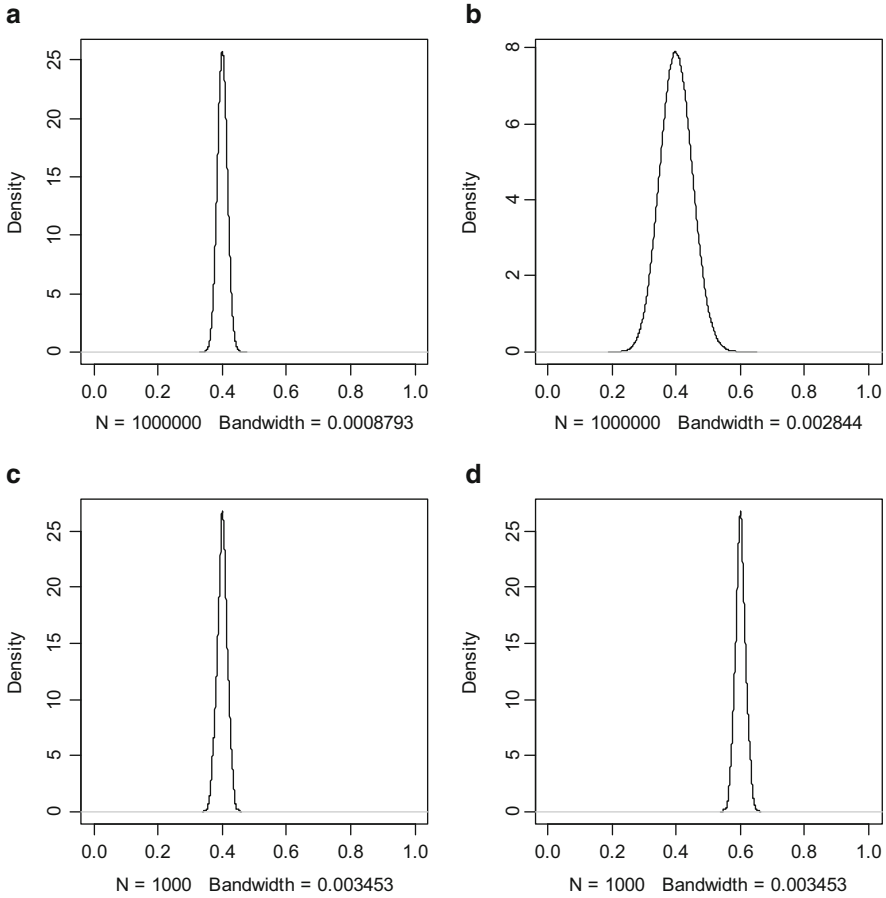 a
Density
25
20
15
10
5
0
0.0 0.2 0.4 0.6 0.8 1.0
N = 1000000 Bandwidth = 0.0008793
b
Density
8
6
4
2
0
0.0 0.2 0.4 0.6 0.8 1.0
N = 1000000 Bandwidth = 0.002844
c
Density
25
20
15
10
5
0
0.0 0.2 0.4 0.6 0.8 1.0
N = 1000 Bandwidth = 0.003453
d
Density
25
20
15
10
5
0
0.0 0.2 0.4 0.6 0.8 1.0
N = 1000 Bandwidth = 0.003453